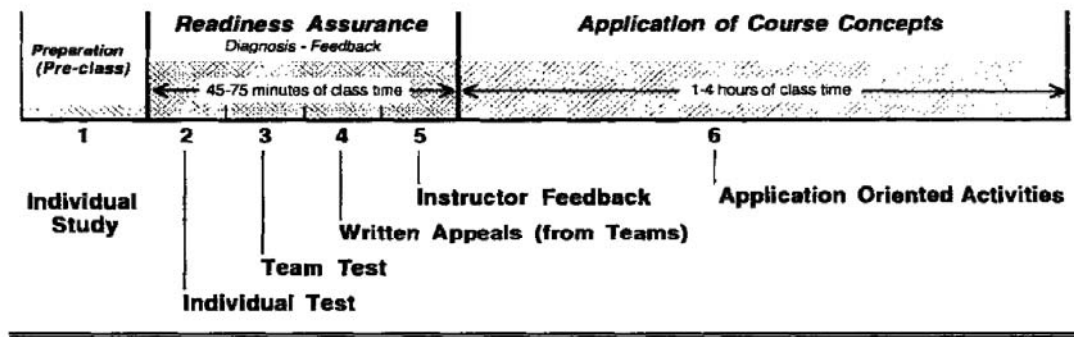 Preparation
(Pre-class)
Readiness Assurance
Diagnosis - Feedback
45-75 minutes of class time
Application of Course Concepts
1-4 hours of class time
1
2
3
4
5
6
Individual
Study
Instructor Feedback
Application Oriented Activities
Written Appeals (from Teams)
Team Test
Individual Test